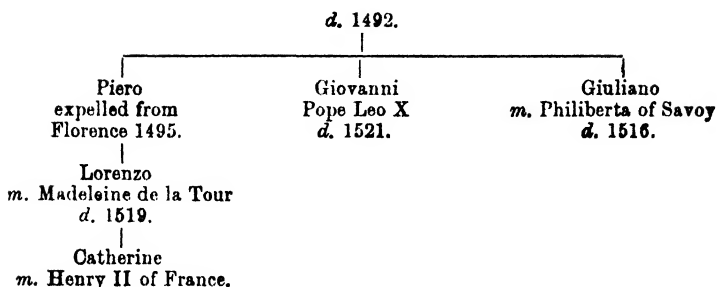 d. 1492.
Piero
expelled from
Florence 1495.
Giovanni
Pope Leo X
d. 1521.
Giuliano
m. Philiberta of Savoy
d. 1516.
Lorenzo
m. Madeleine de la Tour
d. 1519.
Catherine
m. Henry II of France.